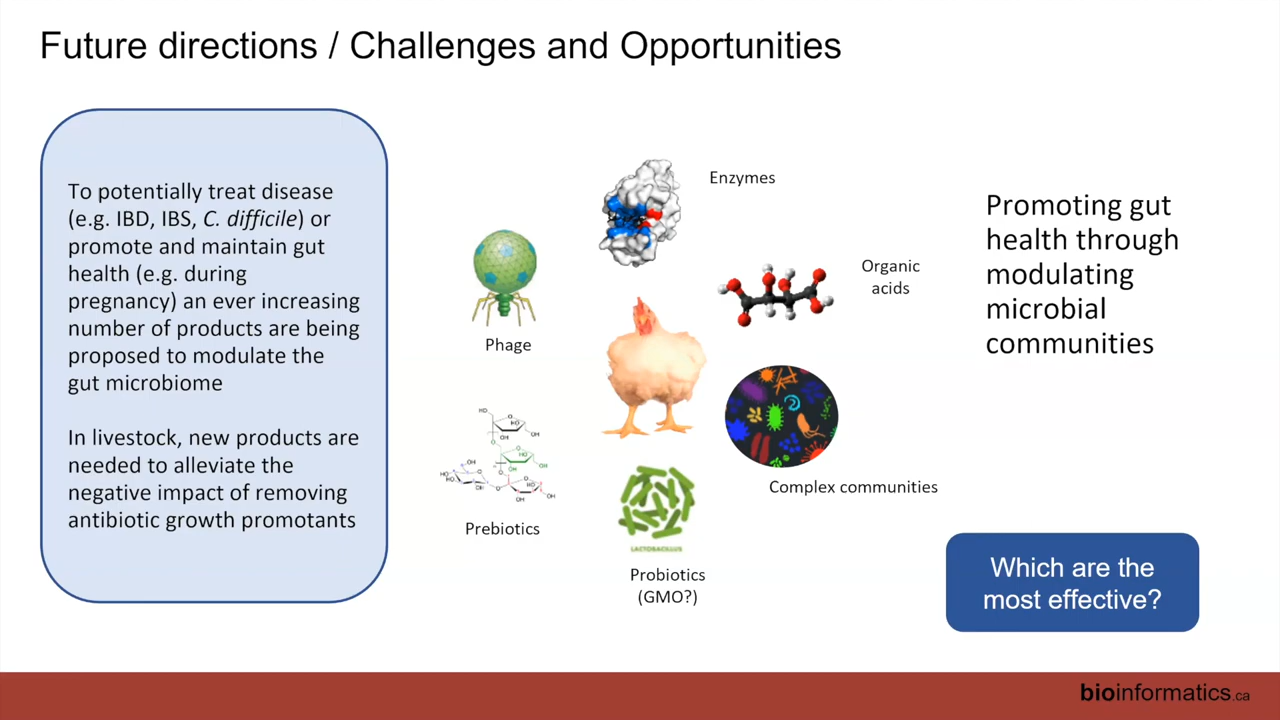 Future directions / Challenges and Opportunities
To potentially treat disease
(e.g. IBD, IBS, C. difficile) or
promote and maintain gut
health (e.g. during
pregnancy) an ever increasing
number of products are being
proposed to modulate the
gut microbiome
In livestock, new products are
needed to alleviate the
negative impact of removing
antibiotic growth promotants
Enzymes
Organic
acids
Phage
Complex communities
Prebiotics
LACTOBACILLUS
Probiotics
(GMO?)
Promoting gut
health through
modulating
microbial
communities
Which are the
most effective?
bioinformatics.ca